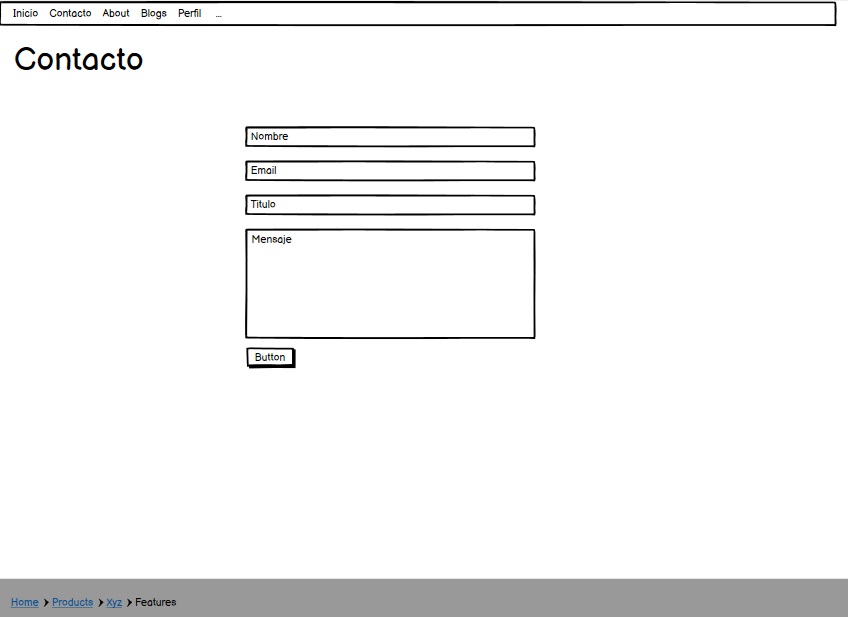 Inicio Contacto About Blogs Perfil ...
Contacto
Nombre
Email
Titulo
Mensaje
Button
Home > Products > Xyz > Features